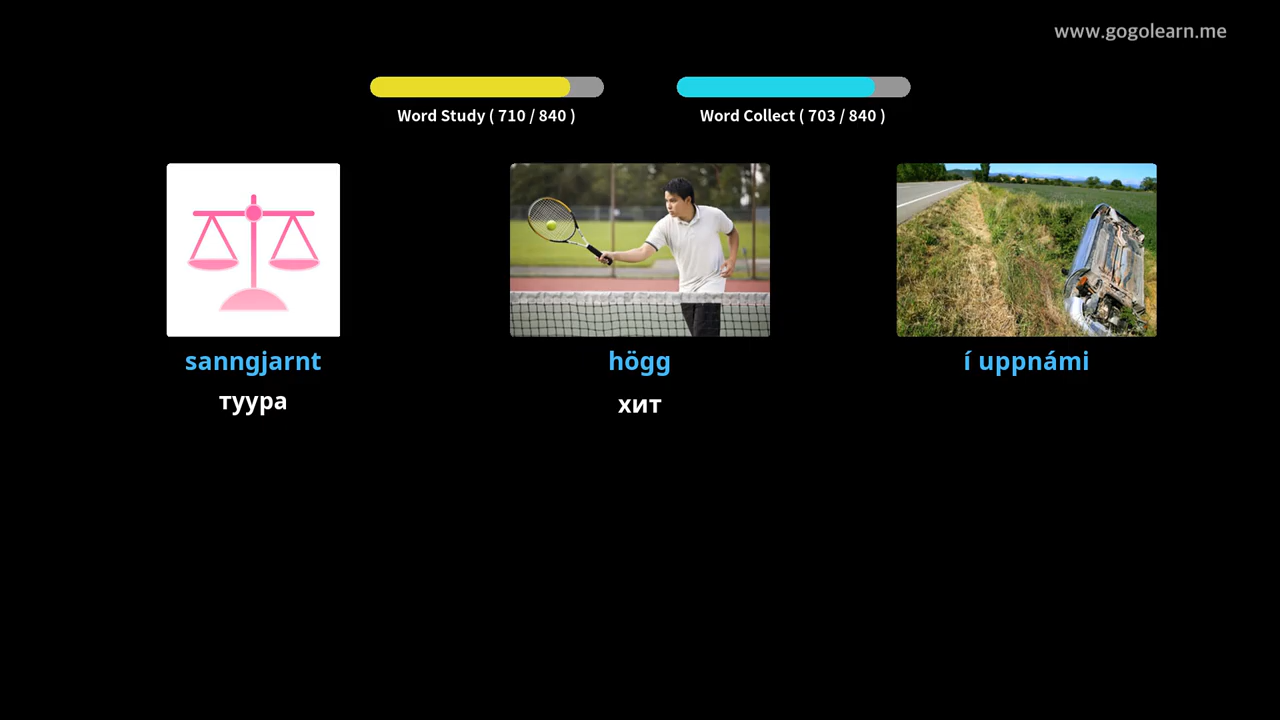 www.gogolearn.me
Word Study ( 710 / 840 )
Word Collect ( 703 / 840 )
sanngjarnt
högg
í uppnámi
туура
хит